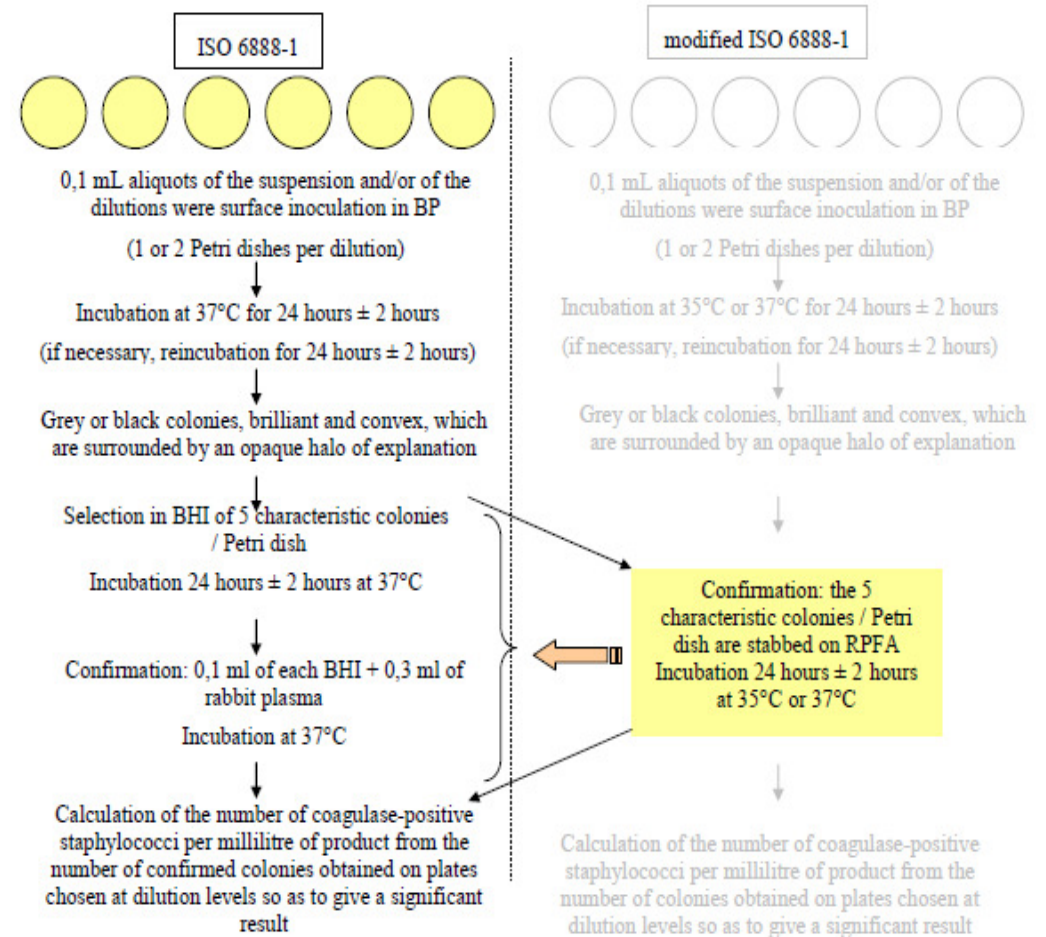 ISO 6888-1
0,1 mL aliquots of the suspension and/or of the
dilutions were surface inoculation in BP
(1 or 2 Petri dishes per dilution)
Incubation at 37°C for 24 hours ± 2 hours
(if necessary, reincubation for 24 hours ± 2 hours)
Grey or black colonies, brilliant and convex, which
are surrounded by an opaque halo of explanation
Selection in BHI of 5 characteristic colonies
/ Petri dish
Incubation 24 hours ± 2 hours at 37°C
Confirmation: 0,1 ml of each BHI + 0,3 ml of
rabbit plasma
Incubation at 37°C
Calculation of the number of coagulase-positive
staphylococci per millilitre of product from the
number of confirmed colonies obtained on plates
chosen at dilution levels so as to give a significant
result
modified ISO 6888-1
0,1 mL aliquots of the suspension and/or of the
dilutions were surface inoculation in BP
(1 or 2 Petri dishes per dilution)
Incubation at 35°C or 37°C for 24 hours ± 2 hours
(if necessary, reincubation for 24 hours ± 2 hours)
Grey or black colonies, brilliant and convex, which
are surrounded by an opaque halo of explanation
Confirmation: the 5
characteristic colonies / Petri
dish are stabbed on RPFA
Incubation 24 hours ± 2 hours
at 35°C or 37°C
Calculation of the number of coagulase-positive
staphylococci per millilitre of product from the
number of colonies obtained on plates chosen at
dilution levels so as to give a significant result